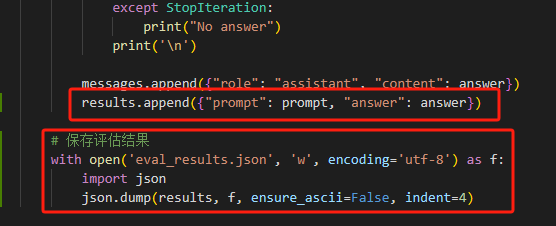 except StopIteration:
print("No answer")
print('\n')
messages.append({"role": "assistant", "content": answer})
results.append({"prompt": prompt, "answer": answer})
# 保存评估结果
with open('eval_results.json', 'w', encoding='utf-8') as f:
import json
json.dump(results, f, ensure_ascii=False, indent=4)